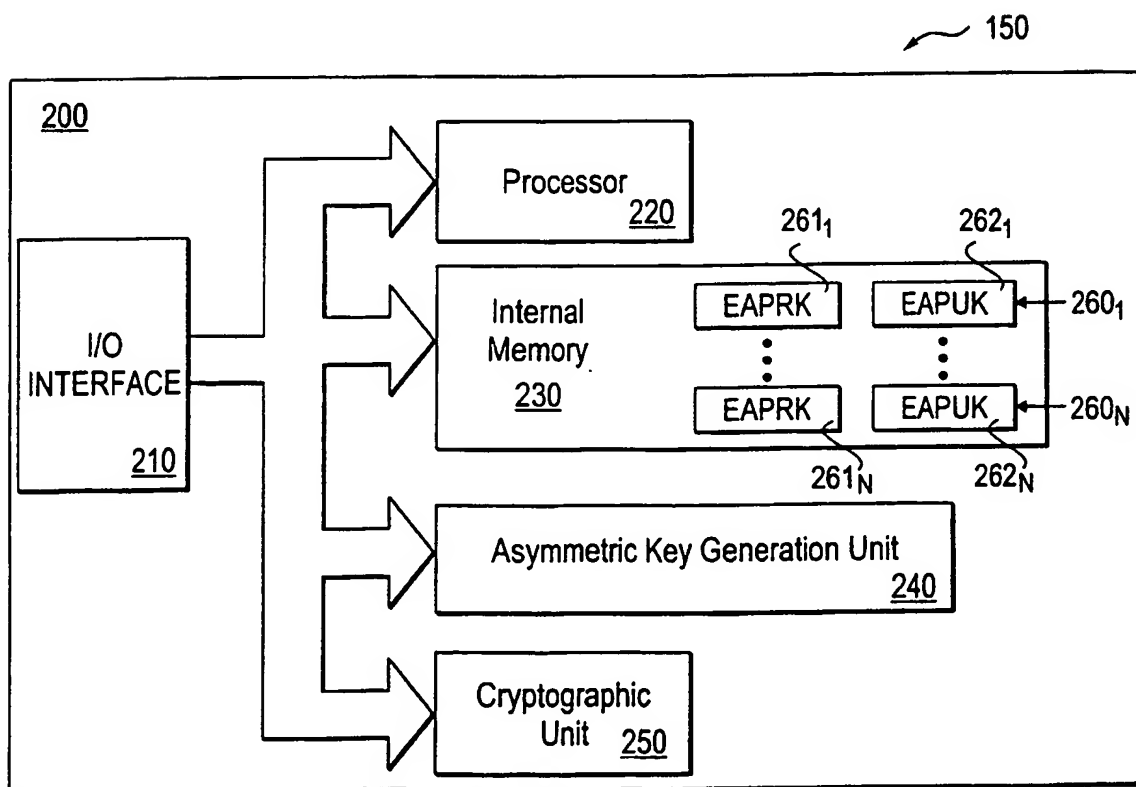 150
200
Processor
220
261₁
262₁
I/O
INTERFACE
210
Internal
Memory
230
EAPRK
EAPUK
260₁
EAPRK
EAPUK
260N
261N
262N
Asymmetric Key Generation Unit
240
Cryptographic
Unit
250